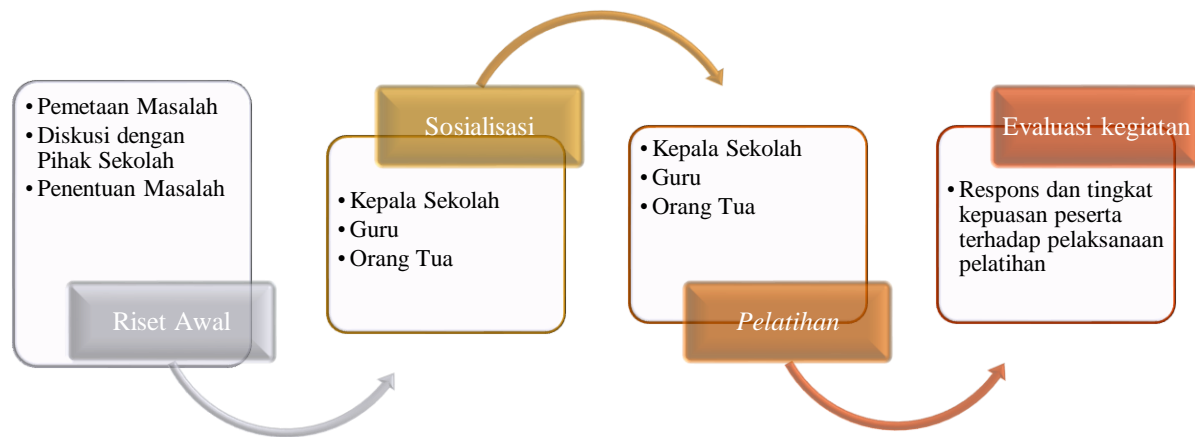 • Pemetaan Masalah
• Diskusi dengan
Pihak Sekolah
• Penentuan Masalah
Riset Awal
Sosialisasi
• Kepala Sekolah
• Guru
• Orang Tua
• Kepala Sekolah
• Guru
• Orang Tua
Pelatihan
Evaluasi kegiatan
• Respons dan tingkat
kepuasan peserta
terhadap pelaksanaan
pelatihan